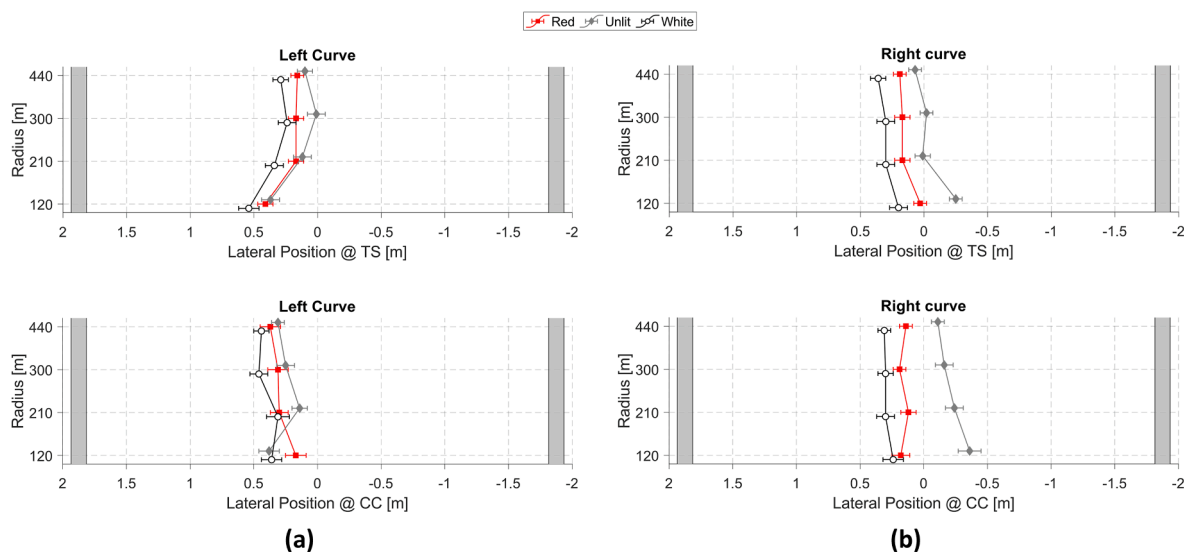 Red Unlit White
Left Curve
440
300
210
120
Radius [m]
2 1.5 1 0.5 0 -0.5 -1 -1.5 -2
Lateral Position @ TS [m]
Right curve
440
300
210
120
Radius [m]
2 1.5 1 0.5 0 -0.5 -1 -1.5 -2
Lateral Position @ TS [m]
Left Curve
440
300
210
120
Radius [m]
2 1.5 1 0.5 0 -0.5 -1 -1.5 -2
Lateral Position @ CC [m]
Right curve
440
300
210
120
Radius [m]
2 1.5 1 0.5 0 -0.5 -1 -1.5 -2
Lateral Position @ CC [m]
(a)
(b)